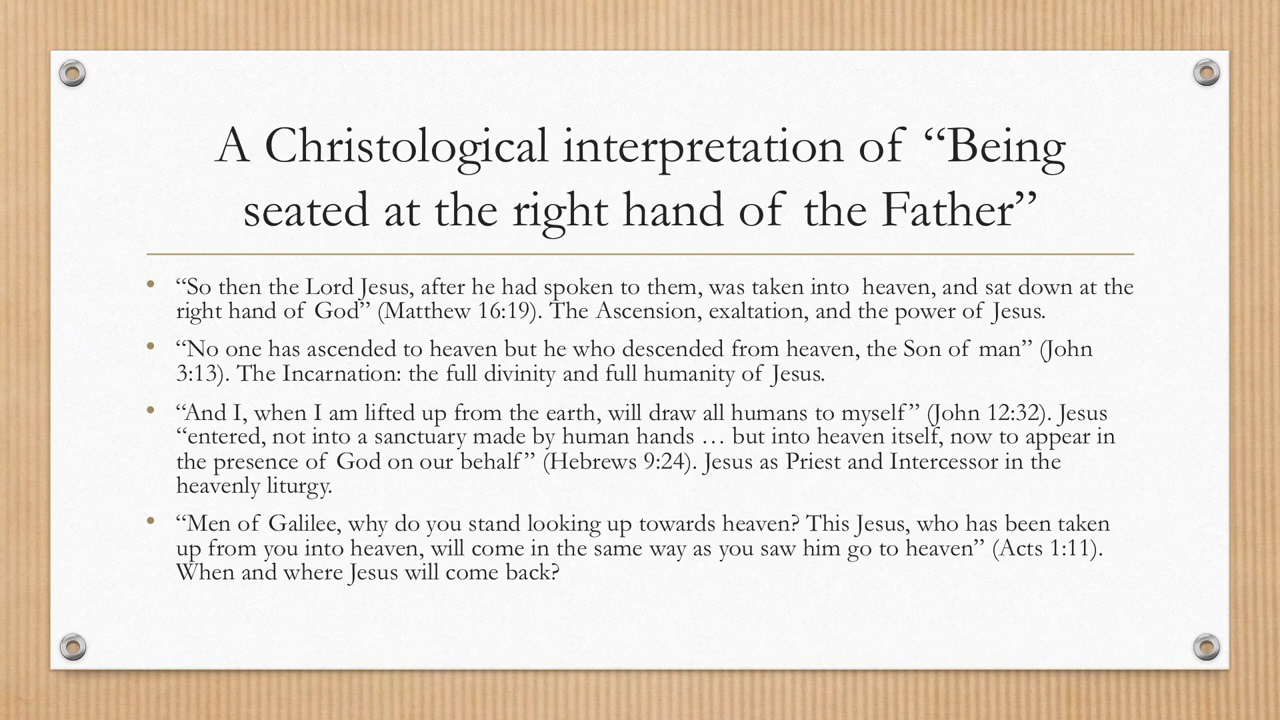 A Christological interpretation of “Being
seated at the right hand of the Father”
• “So then the Lord Jesus, after he had spoken to them, was taken into heaven, and sat down at the
right hand of God” (Matthew 16:19). The Ascension, exaltation, and the power of Jesus.
• “No one has ascended to heaven but he who descended from heaven, the Son of man” (John
3:13). The Incarnation: the full divinity and full humanity of Jesus.
• “And I, when I am lifted up from the earth, will draw all humans to myself” (John 12:32). Jesus
“entered, not into a sanctuary made by human hands … but into heaven itself, now to appear in
the presence of God on our behalf” (Hebrews 9:24). Jesus as Priest and Intercessor in the
heavenly liturgy.
• “Men of Galilee, why do you stand looking up towards heaven? This Jesus, who has been taken
up from you into heaven, will come in the same way as you saw him go to heaven” (Acts 1:11).
When and where Jesus will come back?